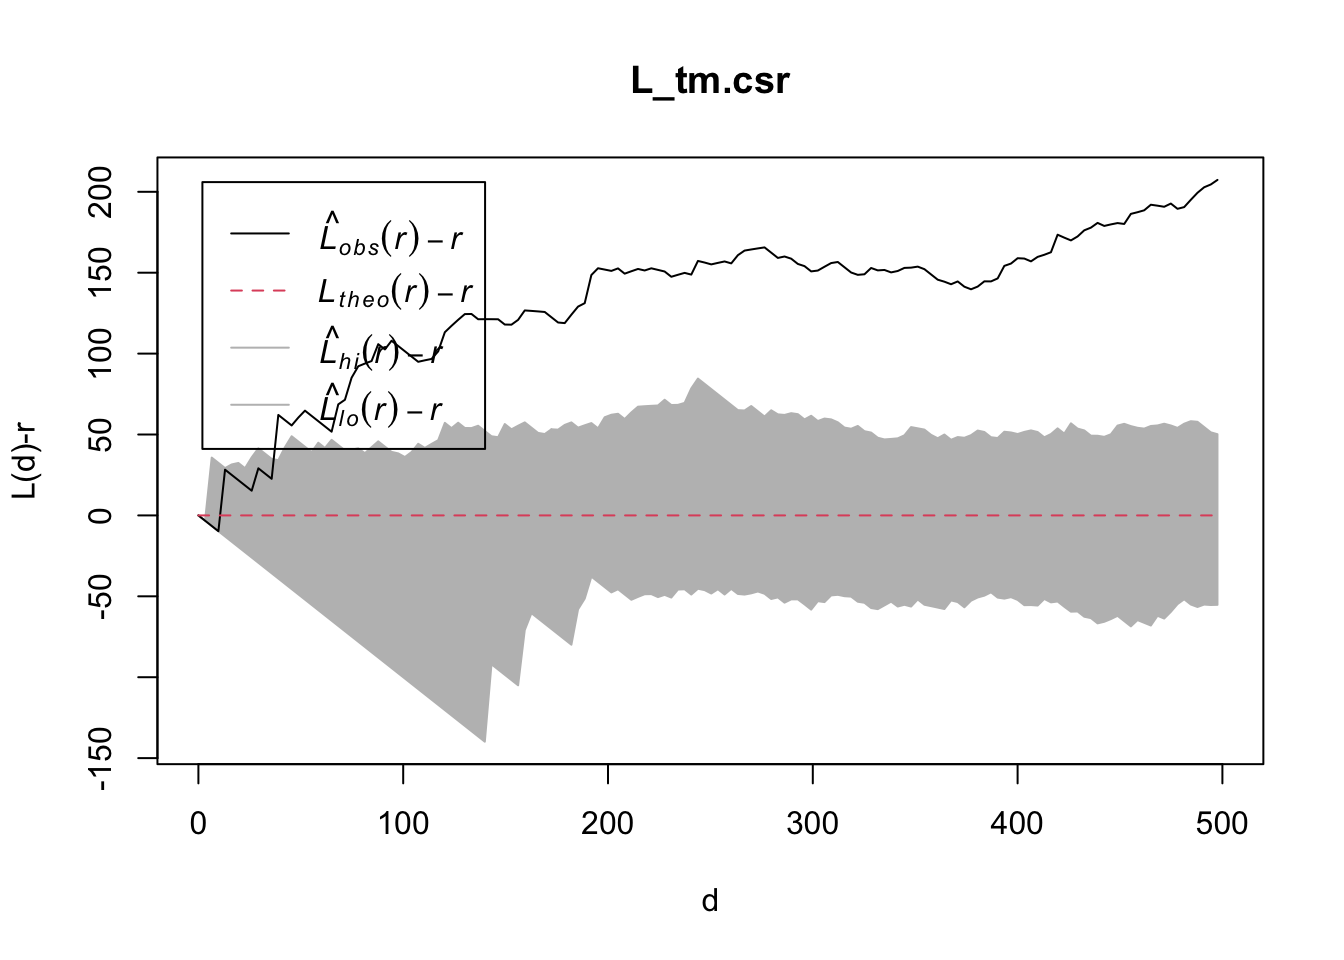 L_tm.csr
200
150
100
50
0
-50
-150
L(d)-r
L̂obs(r) − r
Ltheo(r) − r
L̂hi(r) − r
L̂lo(r) − r
0 100 200 300 400 500
d